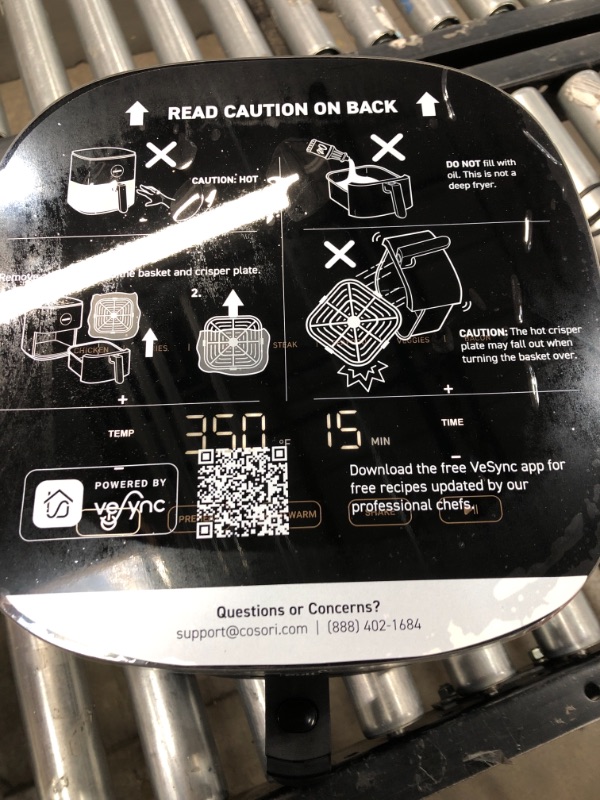 READ CAUTION ON BACK
CAUTION: HOT
DO NOT fill with
oil. This is not a
deep fryer.
the basket and crisper plate.
2.
CHICKEN
STEAK
VEGGIES | BACON
CAUTION: The hot crisper
plate may fall out when
turning the basket over.
+ +
TEMP 350 °F 15 MIN TIME
- -
POWERED BY
vesync
WARM
SHAKE
Download the free VeSync app for
free recipes updated by our
professional chefs.
Questions or Concerns?
support@cosori.com | (888) 402-1684